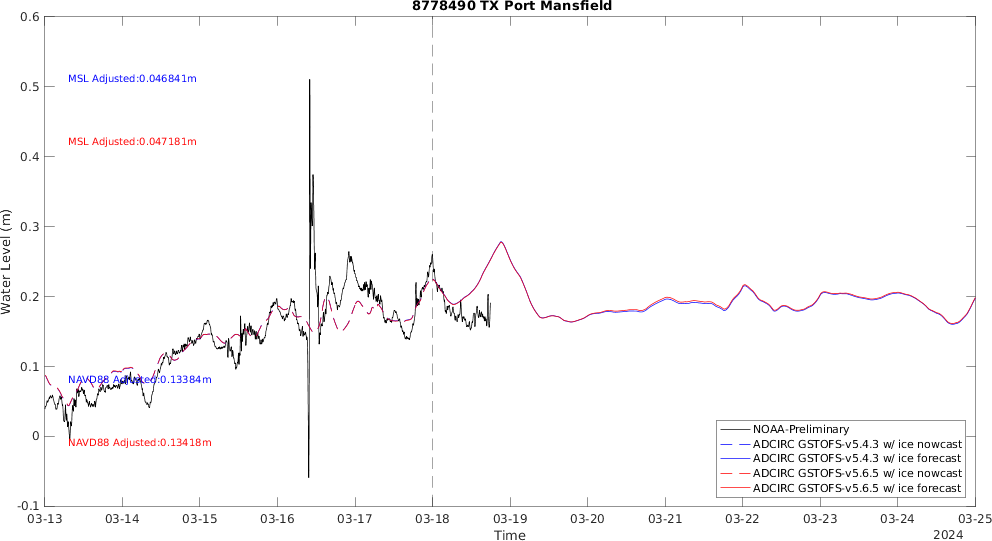 8778490 TX Port Mansfield
0.6
0.5
0.4
0.3
0.2
0.1
0
-0.1
Water Level (m)
MSL Adjusted:0.046841m
MSL Adjusted:0.047181m
NAVD88 Adjusted:0.13384m
NAVD88 Adjusted:0.13418m
NOAA-Preliminary
ADCIRC GSTOFS-v5.4.3 w/ ice nowcast
ADCIRC GSTOFS-v5.4.3 w/ ice forecast
ADCIRC GSTOFS-v5.6.5 w/ ice nowcast
ADCIRC GSTOFS-v5.6.5 w/ ice forecast
03-13 03-14 03-15 03-16 03-17 03-18 03-19 03-20 03-21 03-22 03-23 03-24 03-25
Time
2024